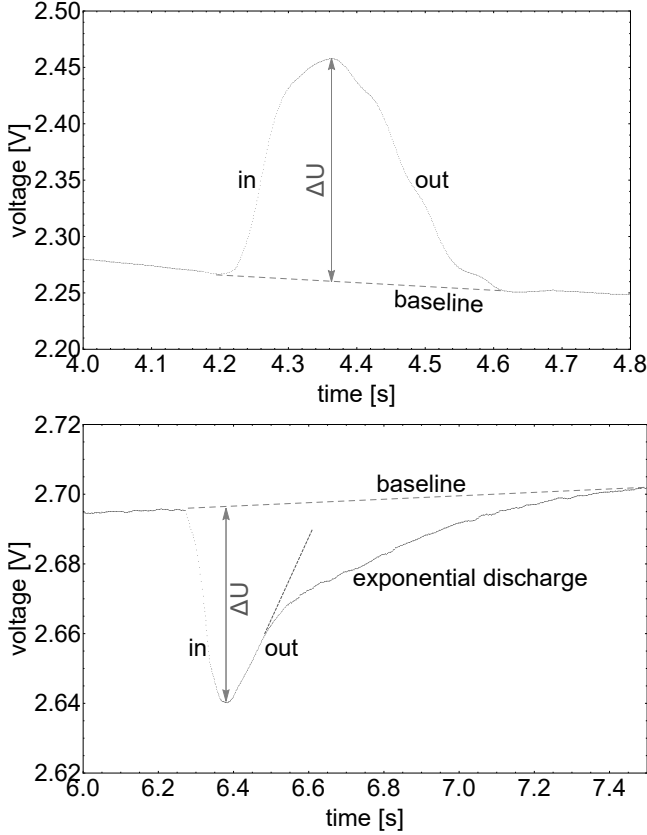 2.50
2.45
2.40
2.35
2.30
2.25
2.20
voltage [V]
in
ΔU
out
baseline
4.0 4.2 4.3 4.4 4.5 4.6 4.7 4.8
time [s]
2.72
2.70
2.68
2.66
2.64
2.62
voltage [V]
baseline
exponential discharge
ΔU
in
out
6.0 6.2 6.4 6.6 6.8 7.0 7.2 7.4
time [s]